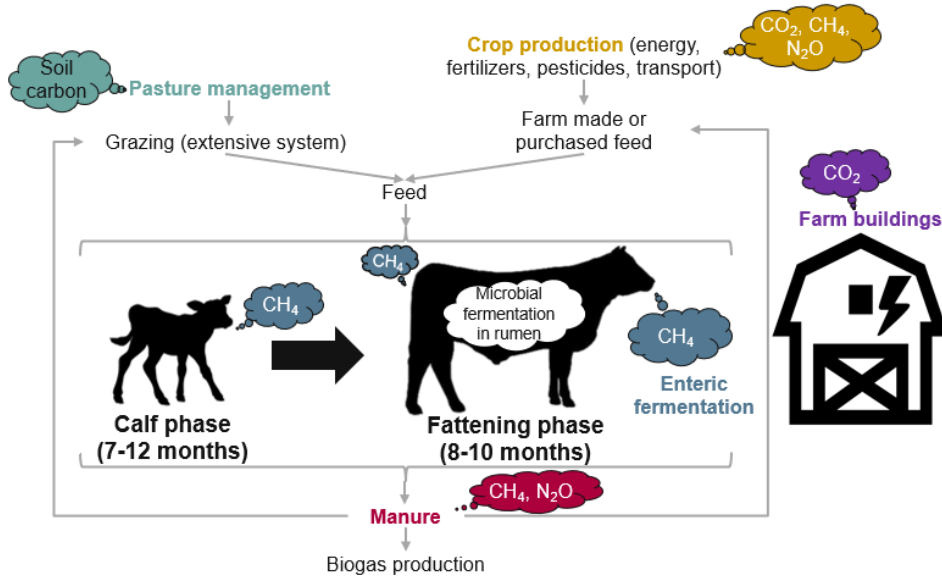 CO₂, CH₄,
N₂O
Crop production (energy,
fertilizers, pesticides, transport)
Soil
carbon
Pasture management
Grazing (extensive system)
Farm made or
purchased feed
Feed
CO₂
Farm buildings
CH₄
CH₄
Microbial
fermentation
in rumen
CH₄
Enteric
fermentation
Calf phase
(7-12 months)
Fattening phase
(8-10 months)
CH₄, N₂O
Manure
Biogas production